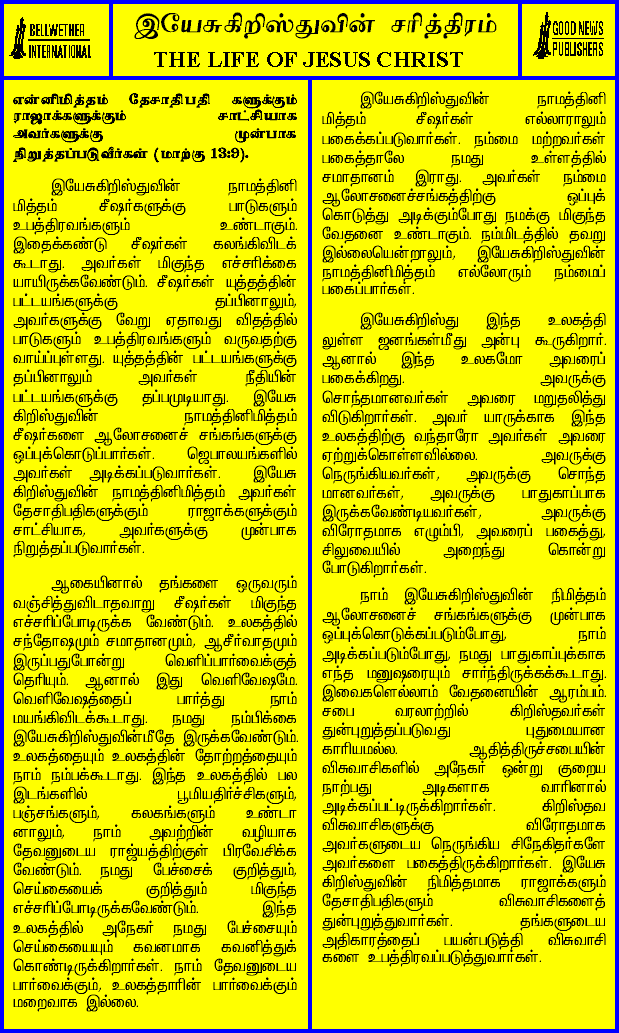 BELLWETHER
INTERNATIONAL
இயேசுகிறிஸ்துவின் சரித்திரம்
THE LIFE OF JESUS CHRIST
GOOD NEWS
PUBLISHERS
என்னிமித்தம் தேசாதிபதி களுக்கும்
ராஜாக்களுக்கும் சாட்சியாக
அவர்களுக்கு முன்பாக
நிறுத்தப்படுவீர்கள் (மாற்கு 13:9).
இயேசுகிறிஸ்துவின் நாமத்தினி
மித்தம் சீஷர்களுக்கு பாடுகளும்
உபத்திரவங்களும் உண்டாகும்.
இதைக்கண்டு சீஷர்கள் கலங்கிவிடக்
கூடாது. அவர்கள் மிகுந்த எச்சரிக்கை
யாயிருக்கவேண்டும். சீஷர்கள் யுத்தத்தின்
பட்டயங்களுக்கு தப்பினாலும்,
அவர்களுக்கு வேறு ஏதாவது விதத்தில்
பாடுகளும் உபத்திரவங்களும் வருவதற்கு
வாய்ப்புள்ளது. யுத்தத்தின் பட்டயங்களுக்கு
தப்பினாலும் அவர்கள் நீதியின்
பட்டயங்களுக்கு தப்பமுடியாது. இயேசு
கிறிஸ்துவின் நாமத்தினிமித்தம்
சீஷர்களை ஆலோசனைச் சங்கங்களுக்கு
ஒப்புக்கொடுப்பார்கள். ஜெபாலயங்களில்
அவர்கள் அடிக்கப்படுவார்கள். இயேசு
கிறிஸ்துவின் நாமத்தினிமித்தம் அவர்கள்
தேசாதிபதிகளுக்கும் ராஜாக்களுக்கும்
சாட்சியாக, அவர்களுக்கு முன்பாக
நிறுத்தப்படுவார்கள்.
ஆகையினால் தங்களை ஒருவரும்
வஞ்சித்துவிடாதவாறு சீஷர்கள் மிகுந்த
எச்சரிப்போடிருக்க வேண்டும். உலகத்தில்
சந்தோஷமும் சமாதானமும், ஆசீர்வாதமும்
இருப்பதுபோன்று வெளிப்பார்வைக்குத்
தெரியும். ஆனால் இது வெளிவேஷமே.
வெளிவேஷத்தைப் பார்த்து நாம்
மயங்கிவிடக்கூடாது. நமது நம்பிக்கை
இயேசுகிறிஸ்துவின்மீதே இருக்கவேண்டும்.
உலகத்தையும் உலகத்தின் தோற்றத்தையும்
நாம் நம்பக்கூடாது. இந்த உலகத்தில் பல
இடங்களில் பூமியதிர்ச்சிகளும்,
பஞ்சங்களும், கலகங்களும் உண்டா
னாலும், நாம் அவற்றின் வழியாக
தேவனுடைய ராஜ்யத்திற்குள் பிரவேசிக்க
வேண்டும். நமது பேச்சைக் குறித்தும்,
செய்கையைக் குறித்தும் மிகுந்த
எச்சரிப்போடிருக்கவேண்டும். இந்த
உலகத்தில் அநேகர் நமது பேச்சையும்
செய்கையையும் கவனமாக கவனித்துக்
கொண்டிருக்கிறார்கள். நாம் தேவனுடைய
பார்வைக்கும், உலகத்தாரின் பார்வைக்கும்
மறைவாக இல்லை.
இயேசுகிறிஸ்துவின் நாமத்தினி
மித்தம் சீஷர்கள் எல்லாராலும்
பகைக்கப்படுவார்கள். நம்மை மற்றவர்கள்
பகைத்தாலே நமது உள்ளத்தில்
சமாதானம் இராது. அவர்கள் நம்மை
ஆலோசனைச்சங்கத்திற்கு ஒப்புக்
கொடுத்து அடிக்கும்போது நமக்கு மிகுந்த
வேதனை உண்டாகும். நம்மிடத்தில் தவறு
இல்லையென்றாலும், இயேசுகிறிஸ்துவின்
நாமத்தினிமித்தம் எல்லோரும் நம்மைப்
பகைப்பார்கள்.
இயேசுகிறிஸ்து இந்த உலகத்தி
லுள்ள ஜனங்கள்மீது அன்பு கூருகிறார்.
ஆனால் இந்த உலகமோ அவரைப்
பகைக்கிறது. அவருக்கு
சொந்தமானவர்கள் அவரை மறுதலித்து
விடுகிறார்கள். அவர் யாருக்காக இந்த
உலகத்திற்கு வந்தாரோ அவர்கள் அவரை
ஏற்றுக்கொள்ளவில்லை. அவருக்கு
நெருங்கியவர்கள், அவருக்கு சொந்த
மானவர்கள், அவருக்கு பாதுகாப்பாக
இருக்கவேண்டியவர்கள், அவருக்கு
விரோதமாக எழும்பி, அவரைப் பகைத்து,
சிலுவையில் அறைந்து கொன்று
போடுகிறார்கள்.
நாம் இயேசுகிறிஸ்துவின் நிமித்தம்
ஆலோசனைச் சங்கங்களுக்கு முன்பாக
ஒப்புக்கொடுக்கப்படும்போது, நாம்
அடிக்கப்படும்போது, நமது பாதுகாப்புக்காக
எந்த மனுஷரையும் சார்ந்திருக்கக்கூடாது.
இவைகளெல்லாம் வேதனையின் ஆரம்பம்.
சபை வரலாற்றில் கிறிஸ்தவர்கள்
துன்புறுத்தப்படுவது புதுமையான
காரியமல்ல. ஆதித்திருச்சபையின்
விசுவாசிகளில் அநேகர் ஒன்று குறைய
நாற்பது அடிகளாக வாரினால்
அடிக்கப்பட்டிருக்கிறார்கள். கிறிஸ்தவ
விசுவாசிகளுக்கு விரோதமாக
அவர்களுடைய நெருங்கிய சிநேகிதர்களே
அவர்களை பகைத்திருக்கிறார்கள். இயேசு
கிறிஸ்துவின் நிமித்தமாக ராஜாக்களும்
தேசாதிபதிகளும் விசுவாசிகளைத்
துன்புறுத்துவார்கள். தங்களுடைய
அதிகாரத்தைப் பயன்படுத்தி விசுவாசி
களை உபத்திரவப்படுத்துவார்கள்.